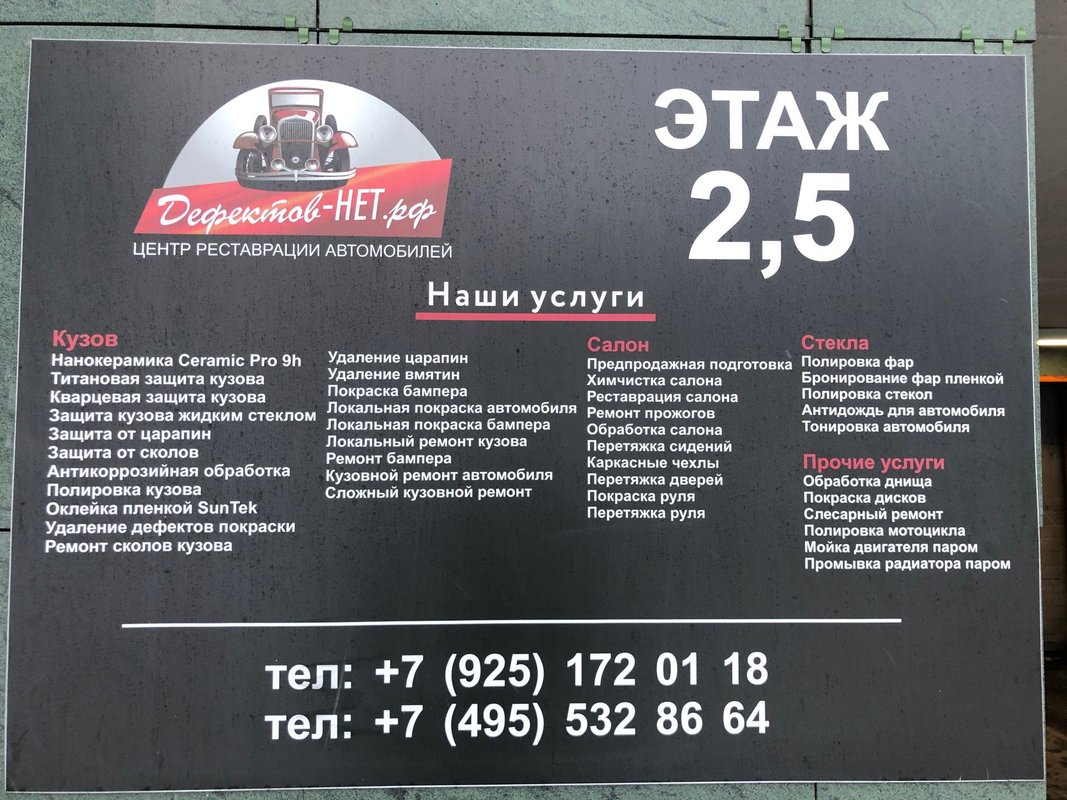 Дефектов-НЕТ.рф
ЦЕНТР РЕСТАВРАЦИИ АВТОМОБИЛЕЙ
ЭТАЖ
2,5
Наши услуги
Кузов
Нанокерамика Ceramic Pro 9h
Титановая защита кузова
Кварцевая защита кузова
Защита кузова жидким стеклом
Защита от царапин
Защита от сколов
Антикоррозийная обработка
Полировка кузова
Оклейка пленкой SunTek
Удаление дефектов покраски
Ремонт сколов кузова
Удаление царапин
Удаление вмятин
Покраска бампера
Локальная покраска автомобиля
Локальная покраска бампера
Локальный ремонт кузова
Ремонт бампера
Кузовной ремонт автомобиля
Сложный кузовной ремонт
Салон
Предпродажная подготовка
Химчистка салона
Реставрация салона
Ремонт прожогов
Обработка салона
Перетяжка сидений
Каркасные чехлы
Перетяжка дверей
Покраска руля
Перетяжка руля
Стекла
Полировка фар
Бронирование фар пленкой
Полировка стекол
Антидождь для автомобиля
Тонировка автомобиля
Прочие услуги
Обработка днища
Покраска дисков
Слесарный ремонт
Полировка мотоцикла
Мойка двигателя паром
Промывка радиатора паром
тел: +7 (925) 172 01 18
тел: +7 (495) 532 86 64